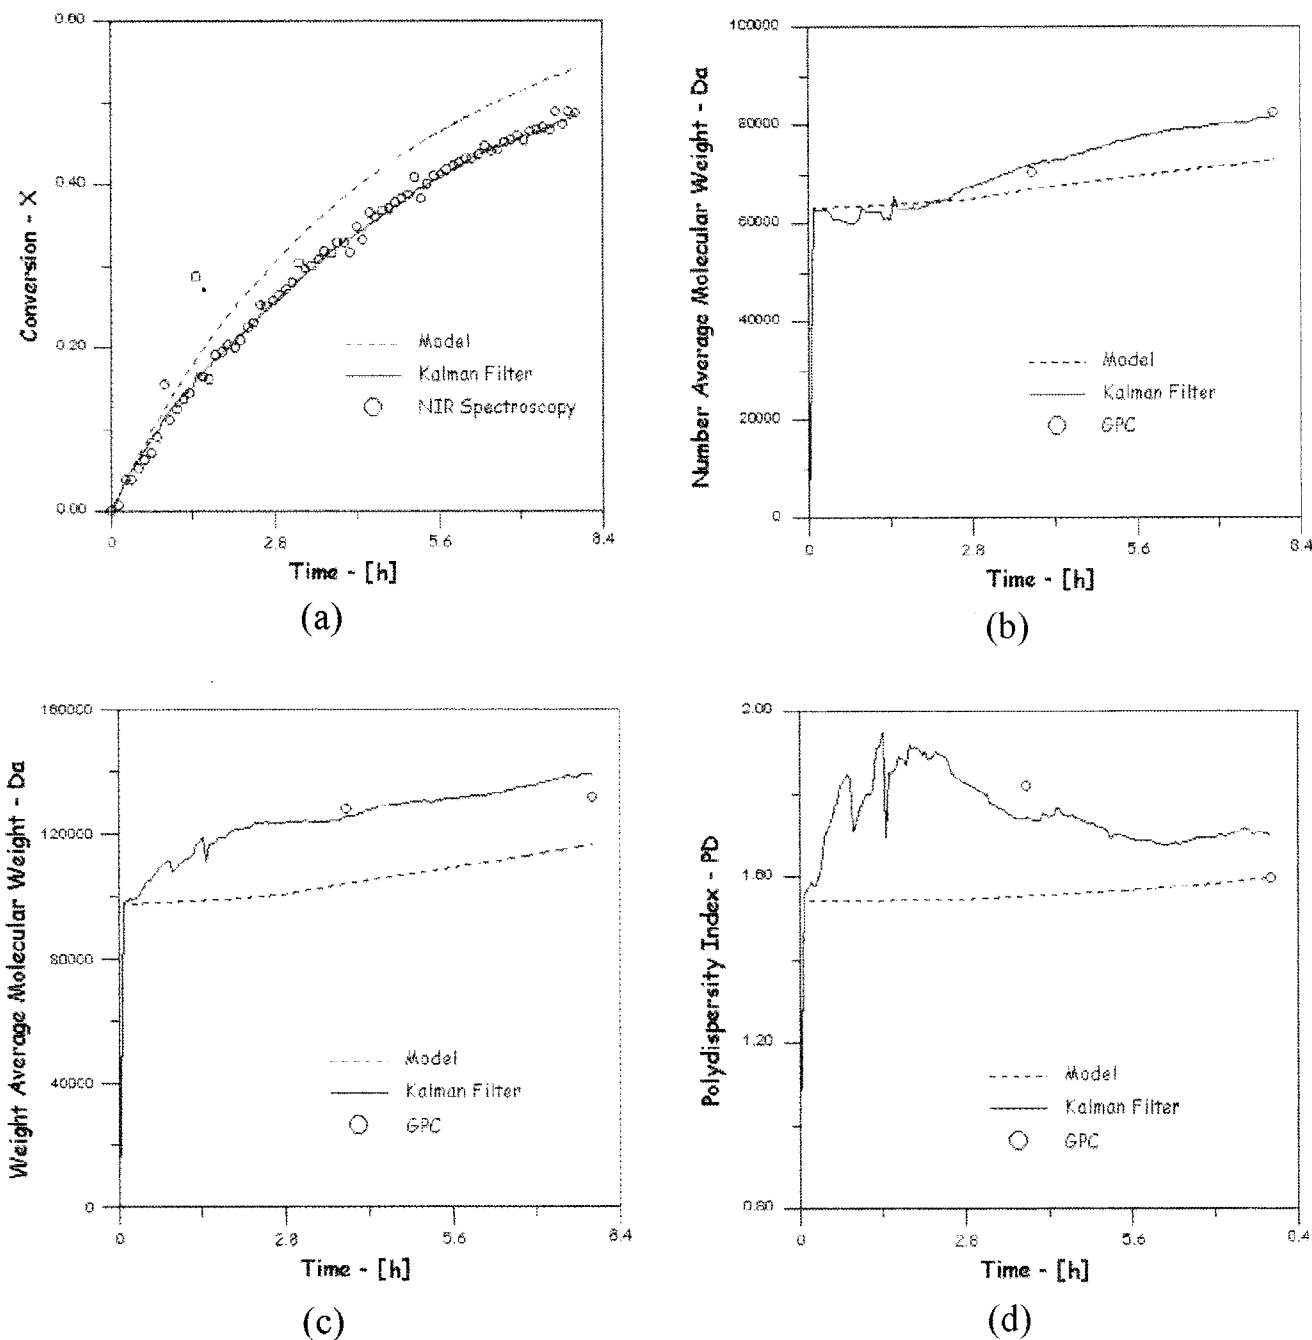 0.60
0.40
0.20
0.00
Conversion - X
Model
Kalman Filter
NIR Spectroscopy
0
2.8
5.6
8.4
Time - [h]
(a)
100000
80000
60000
40000
20000
0
Number Average Molecular Weight - Da
Model
Kalman Filter
GPC
0
2.8
5.6
8.4
Time - [h]
(b)
160000
120000
80000
40000
0
Weight Average Molecular Weight - Da
Model
Kalman Filter
GPC
0
2.8
5.6
8.4
Time - [h]
(c)
2.00
1.60
1.20
0.80
Polydispersity Index - PD
Model
Kalman Filter
GPC
0
2.8
5.6
8.4
Time - [h]
(d)